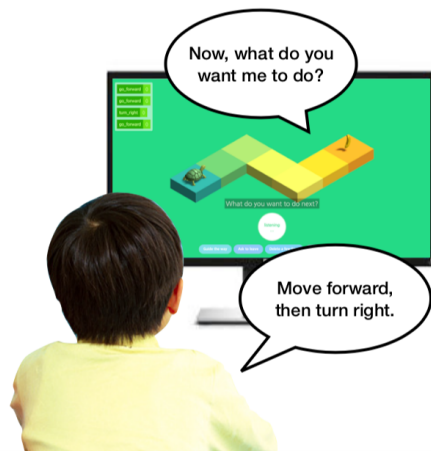 Now, what do you
want me to do?
go_forward
go_forward
turn_right
go_forward
What do you want to do next?
Move forward,
then turn right.